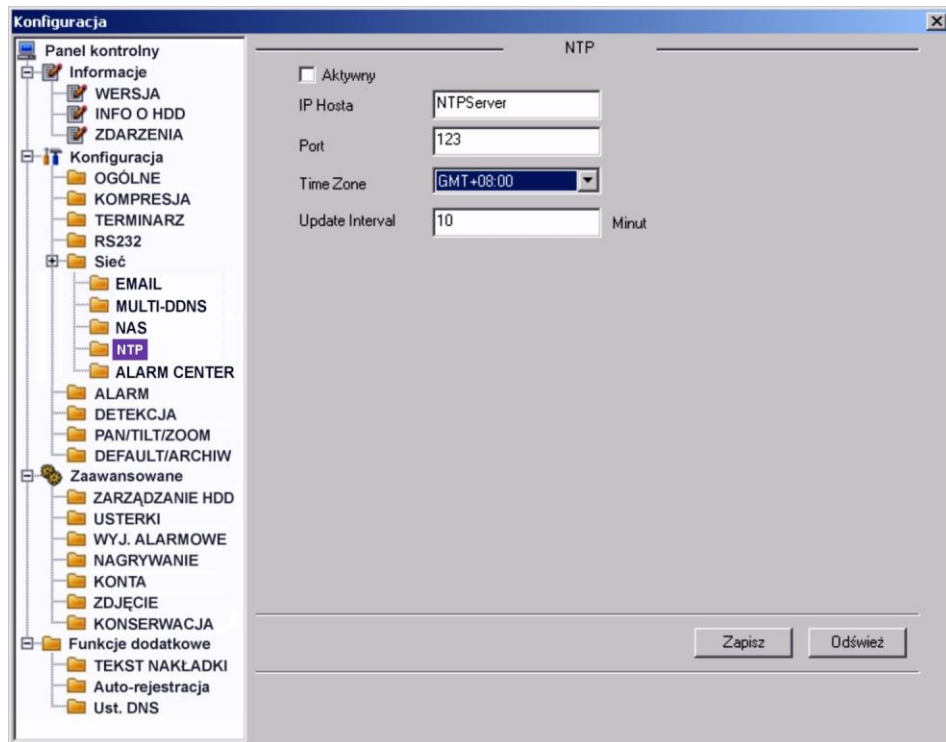 Konfiguracja
Panel kontrolny
Informacje
WERSJA
INFO O HDD
ZDARZENIA
Konfiguracja
OGÓLNE
KOMPRESJA
TERMINARZ
RS232
Sieć
EMAIL
MULTI-DDNS
NAS
NTP
ALARM CENTER
ALARM
DETEKCJA
PAN/TILT/ZOOM
DEFAULT/ARCHIW
Zaawansowane
ZARZĄDZANIE HDD
USTERKI
WYJ. ALARMOWE
NAGRYWANIE
KONTA
ZDJĘCIE
KONSERWACJA
Funkcje dodatkowe
TEKST NAKŁADKI
Auto-rejestracja
Ust. DNS
NTP
Aktywny
IP Hosta NTPServer
Port 123
Time Zone GMT+08:00
Update Interval 10 Minut
Zapisz Odśwież